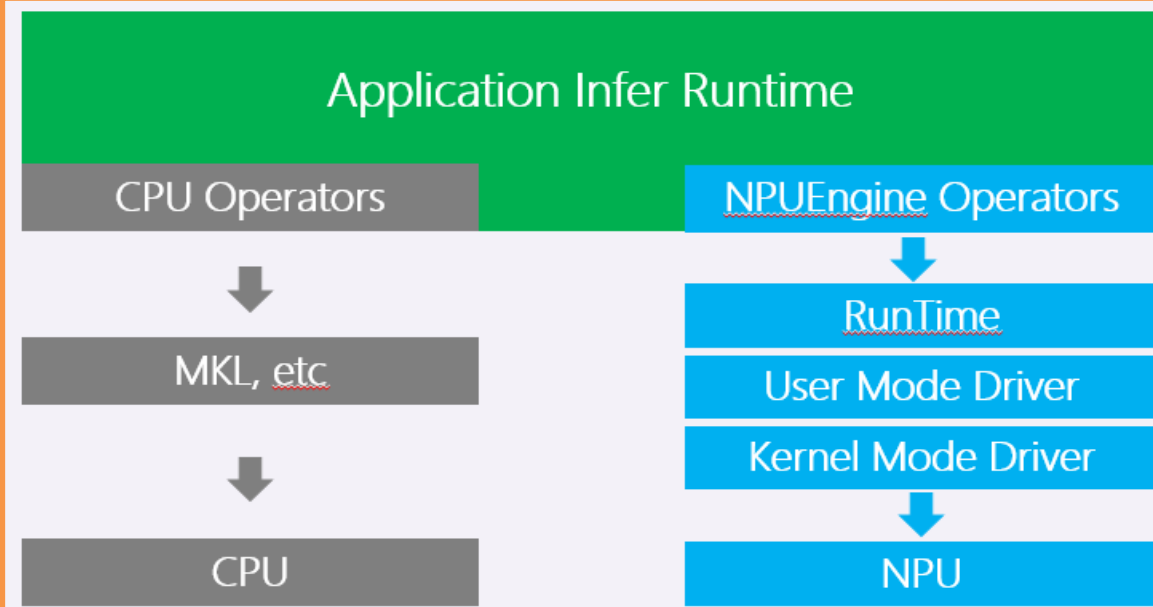 Application Infer Runtime
CPU Operators
NPUEngine Operators
RunTime
MKL, etc
User Mode Driver
Kernel Mode Driver
CPU
NPU